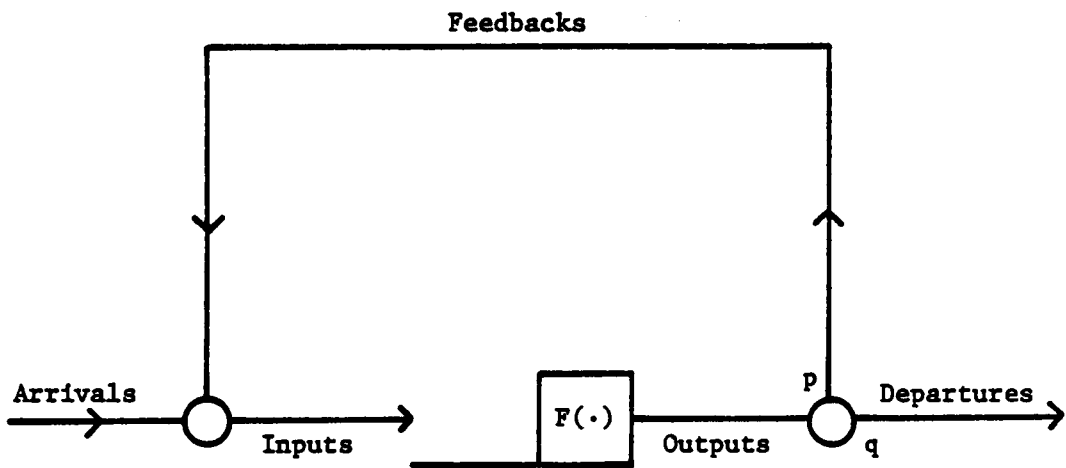 Feedbacks
Arrivals
Inputs
F(·)
Outputs
p
q
Departures